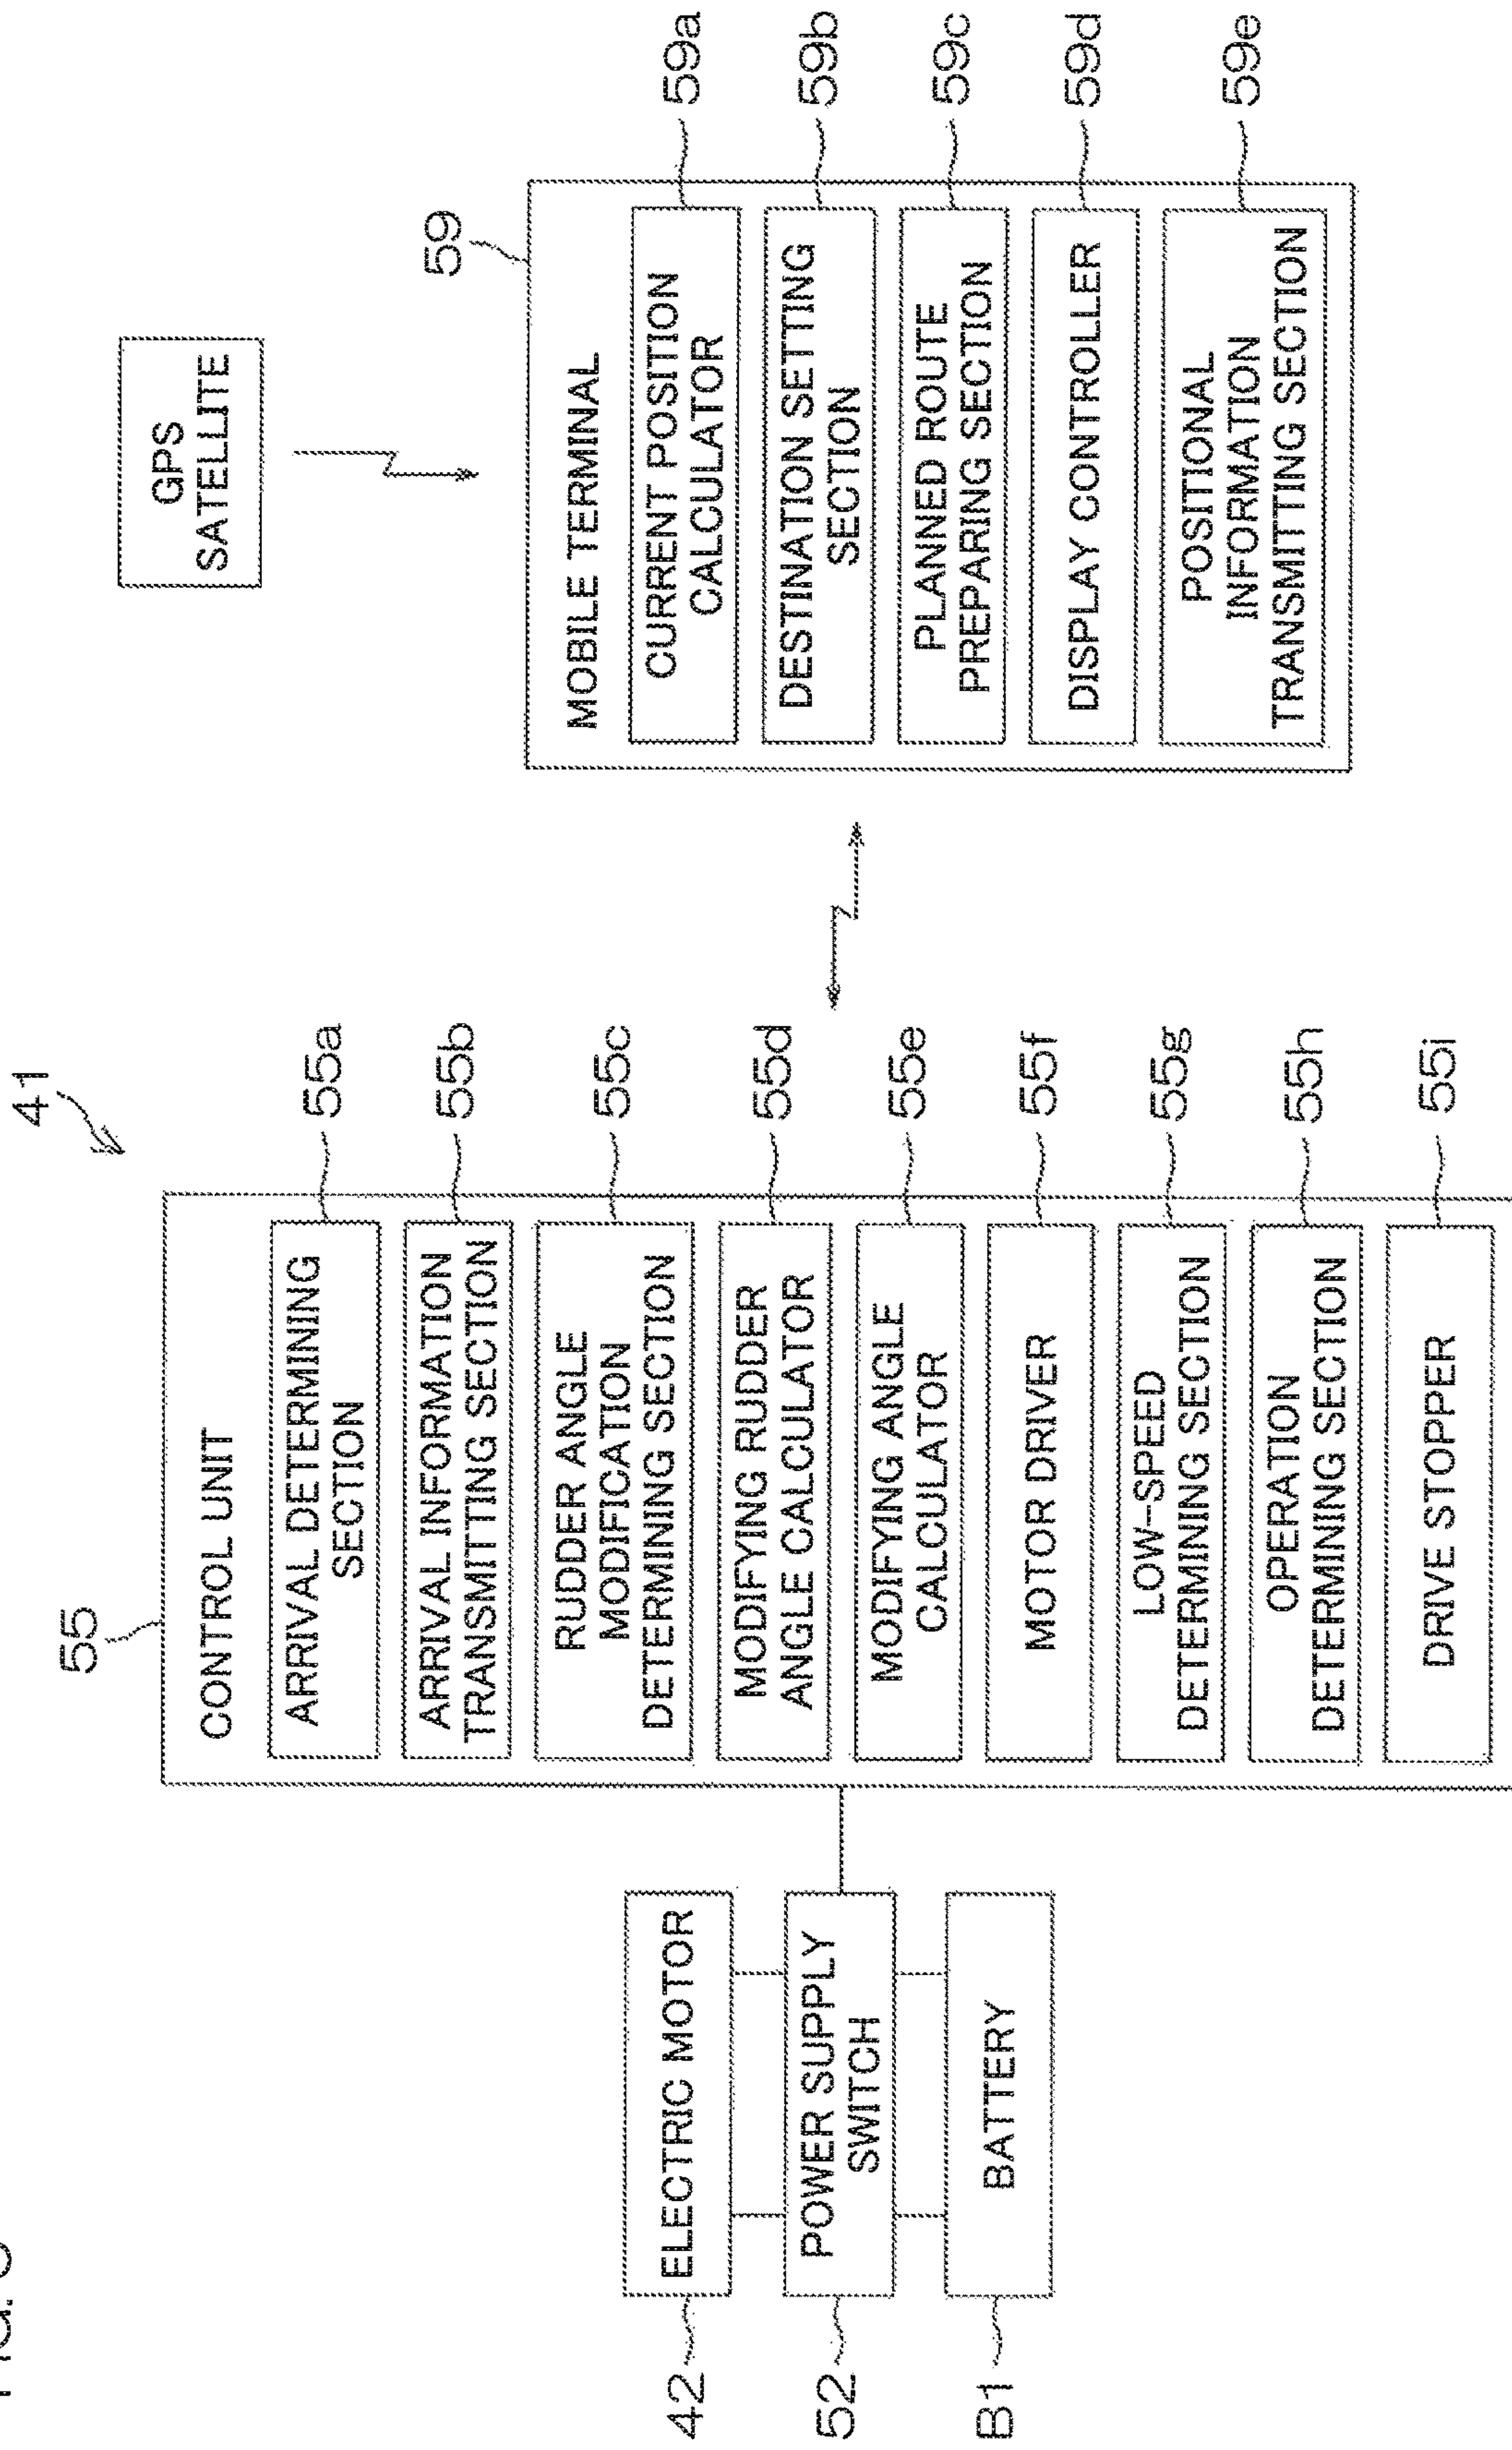 FIG.
41
55
CONTROL UNIT
ARRIVAL DETERMINING
SECTION
55a
ARRIVAL INFORMATION
TRANSMITTING SECTION
55b
RUDDER ANGLE
MODIFICATION
DETERMINING SECTION
55c
MODIFYING RUDDER
ANGLE CALCULATOR
55d
MODIFYING ANGLE
CALCULATOR
55e
MOTOR DRIVER
55f
LOW-SPEED
DETERMINING SECTION
55g
OPERATION
DETERMINING SECTION
55h
DRIVE STOPPER
55i
42
ELECTRIC MOTOR
52
POWER SUPPLY
SWITCH
B1
BATTERY
GPS
SATELLITE
59
MOBILE TERMINAL
CURRENT POSITION
CALCULATOR
59a
DESTINATION SETTING
SECTION
59b
PLANNED ROUTE
PREPARING SECTION
59c
DISPLAY CONTROLLER
59d
POSITIONAL
INFORMATION
TRANSMITTING SECTION
59e